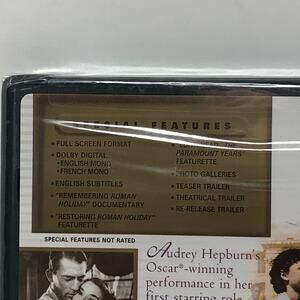 SPECIAL FEATURES
• FULL SCREEN FORMAT
• DOLBY DIGITAL
• ENGLISH MONO
• FRENCH MONO
• ENGLISH SUBTITLES
• "REMEMBERING ROMAN
HOLIDAY" DOCUMENTARY
• "RESTORING ROMAN HOLIDAY"
FEATURETTE
PARAMOUNT YEARS
FEATURETTE
PHOTO GALLERIES
• TEASER TRAILER
• THEATRICAL TRAILER
• RE-RELEASE TRAILER
SPECIAL FEATURES NOT RATED
Audrey Hepburn's
Oscar®-winning
performance in her
first starring role